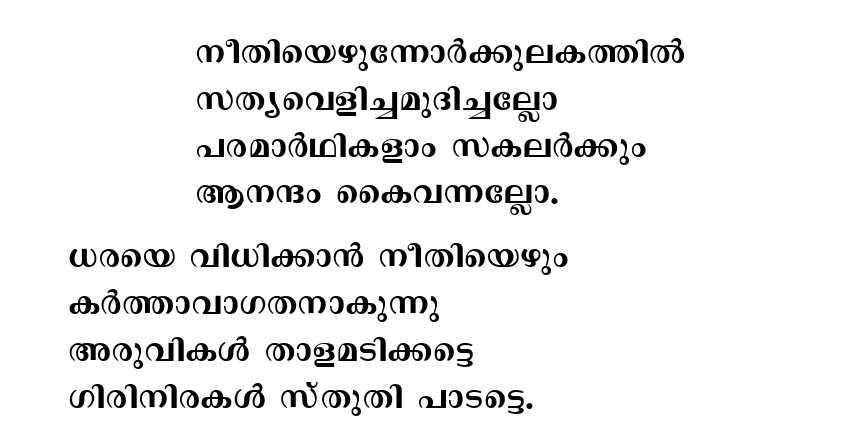 നീതിയെഴുന്നോർക്കുലകത്തിൽ
സത്യവെളിച്ചമുദിച്ചല്ലോ
പരമാർഥികളാം സകലർക്കും
ആനന്ദം കൈവന്നല്ലോ.
ധരയെ വിധിക്കാൻ നീതിയെഴും
കർത്താവാഗതനാകുന്നു
അരുവികൾ താളമടിക്കട്ടെ
ഗിരിനിരകൾ സ്തുതി പാടട്ടെ.